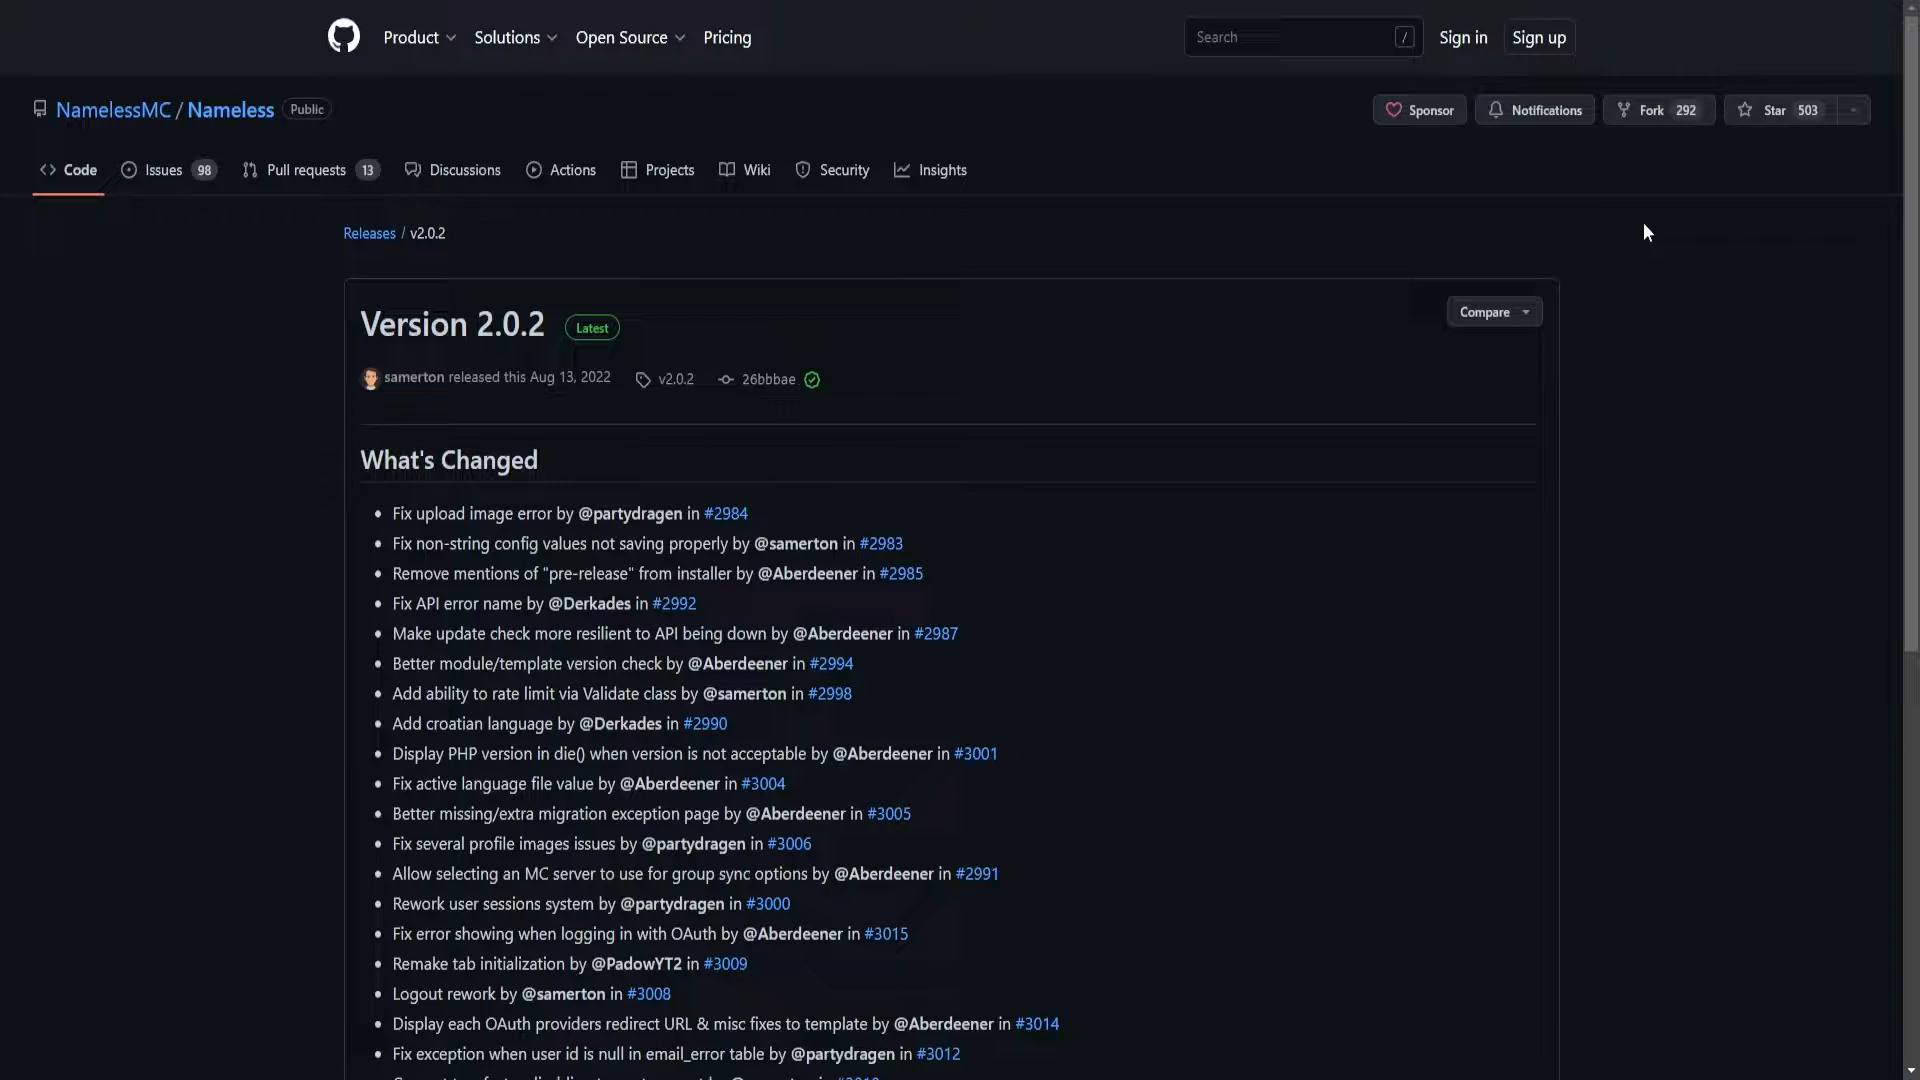 Product Solutions Open Source Pricing Search / Sign in Sign up
NamelessMC / Nameless Public Sponsor Notifications Fork 292 Star 503
Code Issues 98 Pull requests 13 Discussions Actions Projects Wiki Security Insights
Releases / v2.0.2
Version 2.0.2 Latest Compare
samerton released this Aug 13, 2022 v2.0.2 26bbbae
What's Changed
Fix upload image error by @partydragen in #2984
Fix non-string config values not saving properly by @samerton in #2983
Remove mentions of "pre-release" from installer by @Aberdeener in #2985
Fix API error name by @Derkades in #2992
Make update check more resilient to API being down by @Aberdeener in #2987
Better module/template version check by @Aberdeener in #2994
Add ability to rate limit via Validate class by @samerton in #2998
Add croatian language by @Derkades in #2990
Display PHP version in die() when version is not acceptable by @Aberdeener in #3001
Fix active language file value by @Aberdeener in #3004
Better missing/extra migration exception page by @Aberdeener in #3005
Fix several profile images issues by @partydragen in #3006
Allow selecting an MC server to use for group sync options by @Aberdeener in #2991
Rework user sessions system by @partydragen in #3000
Fix error showing when logging in with OAuth by @Aberdeener in #3015
Remake tab initialization by @PadowYT2 in #3009
Logout rework by @samerton in #3008
Display each OAuth providers redirect URL & misc fixes to template by @Aberdeener in #3014
Fix exception when user id is null in email_error table by @partydragen in #3012